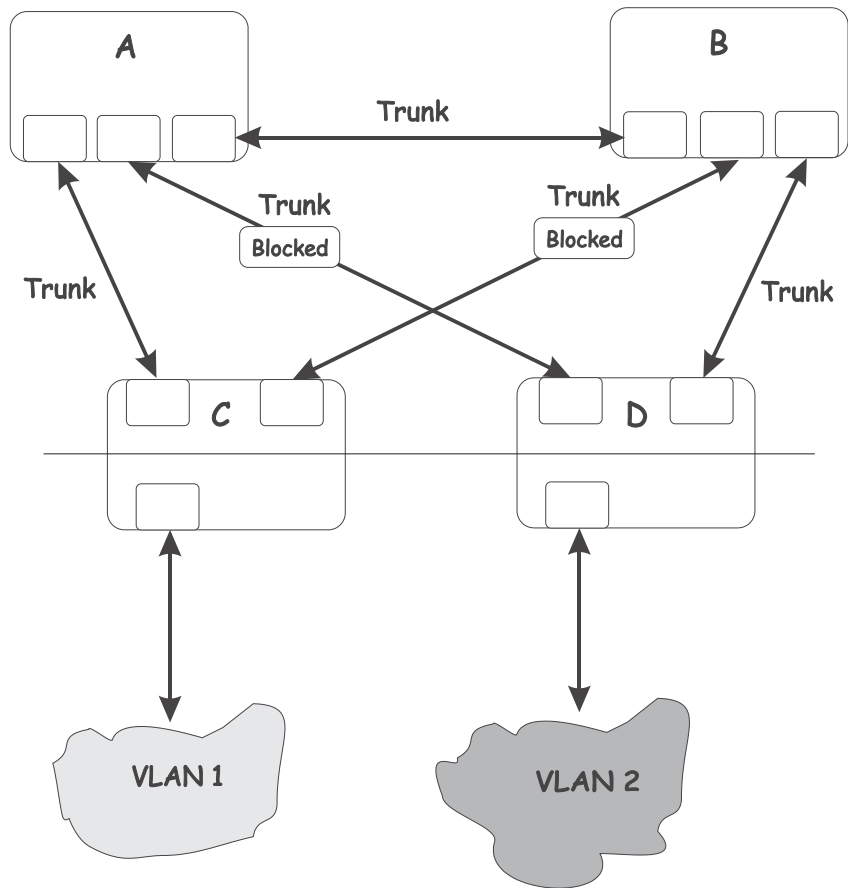 A
B
Trunk
Trunk
Trunk
Blocked
Blocked
Trunk
Trunk
C
D
VLAN 1
VLAN 2